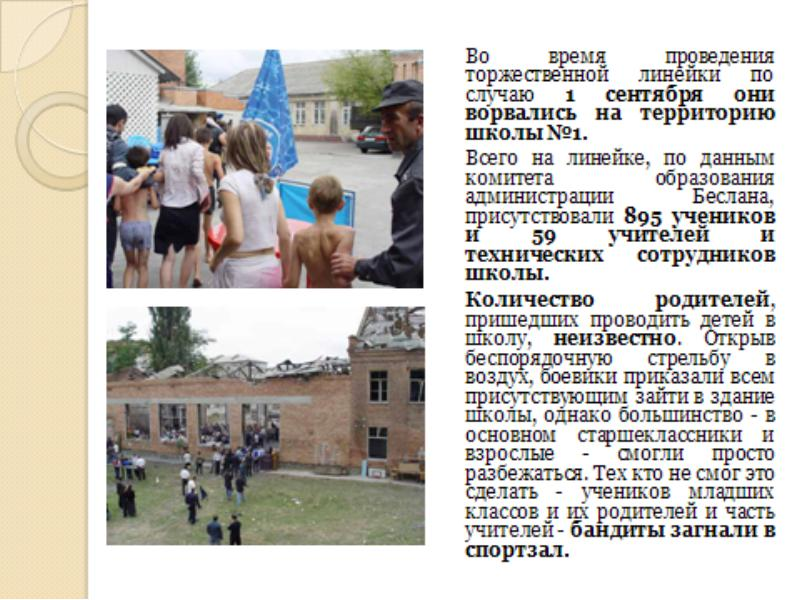 Во время проведения
торжественной линейки по
случаю 1 сентября они
ворвались на территорию
школы №1.
Всего на линейке, по данным
комитета образования
администрации Беслана,
присутствовали 895 учеников
и 59 учителей и
технических сотрудников
школы.
Количество родителей,
пришедших проводить детей в
школу, неизвестно. Открыв
беспорядочную стрельбу в
воздух, боевики приказали всем
присутствующим зайти в здание
школы, однако большинство - в
основном старшеклассники и
взрослые - смогли просто
разбежаться. Тех кто не смог это
сделать - учеников младших
классов и их родителей и часть
учителей - бандиты загнали в
спортзал.